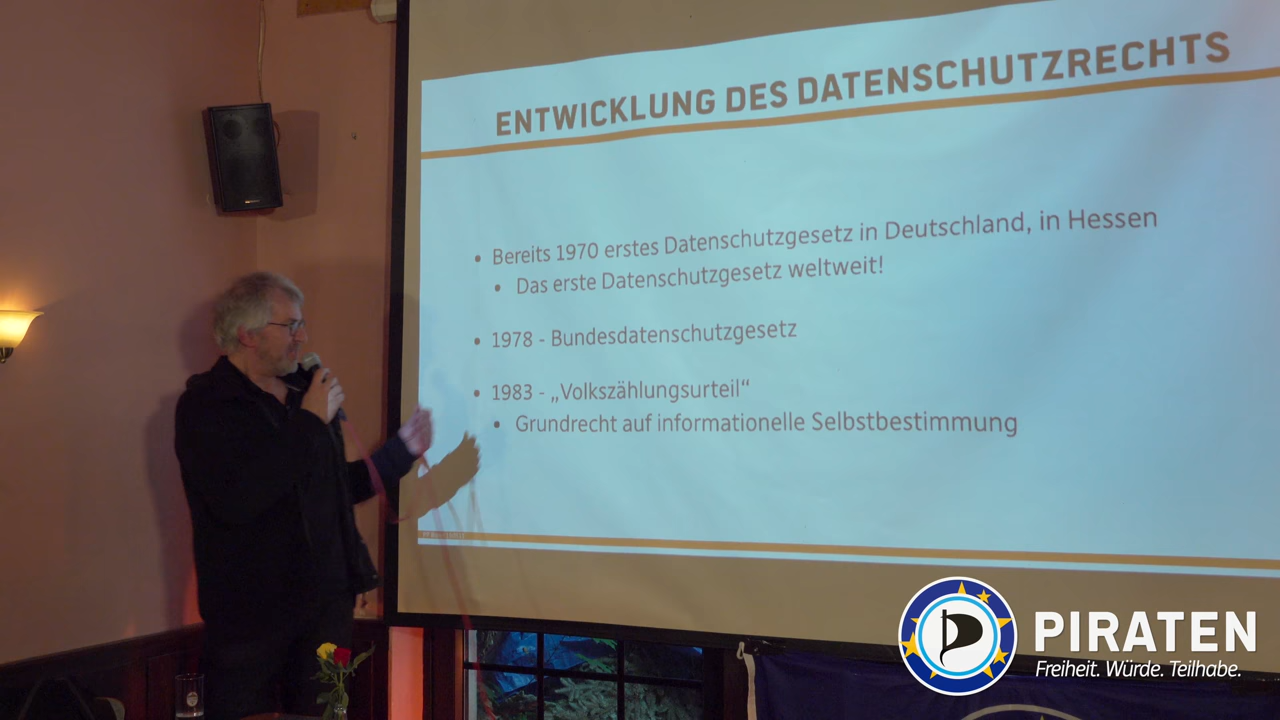 ENTWICKLUNG DES DATENSCHUTZRECHTS
• Bereits 1970 erstes Datenschutzgesetz in Deutschland, in Hessen
• Das erste Datenschutzgesetz weltweit!
• 1978 - Bundesdatenschutzgesetz
• 1983 - „Volkszählungsurteil“
• Grundrecht auf informationelle Selbstbestimmung
PIRATEN
Freiheit. Würde. Teilhabe.